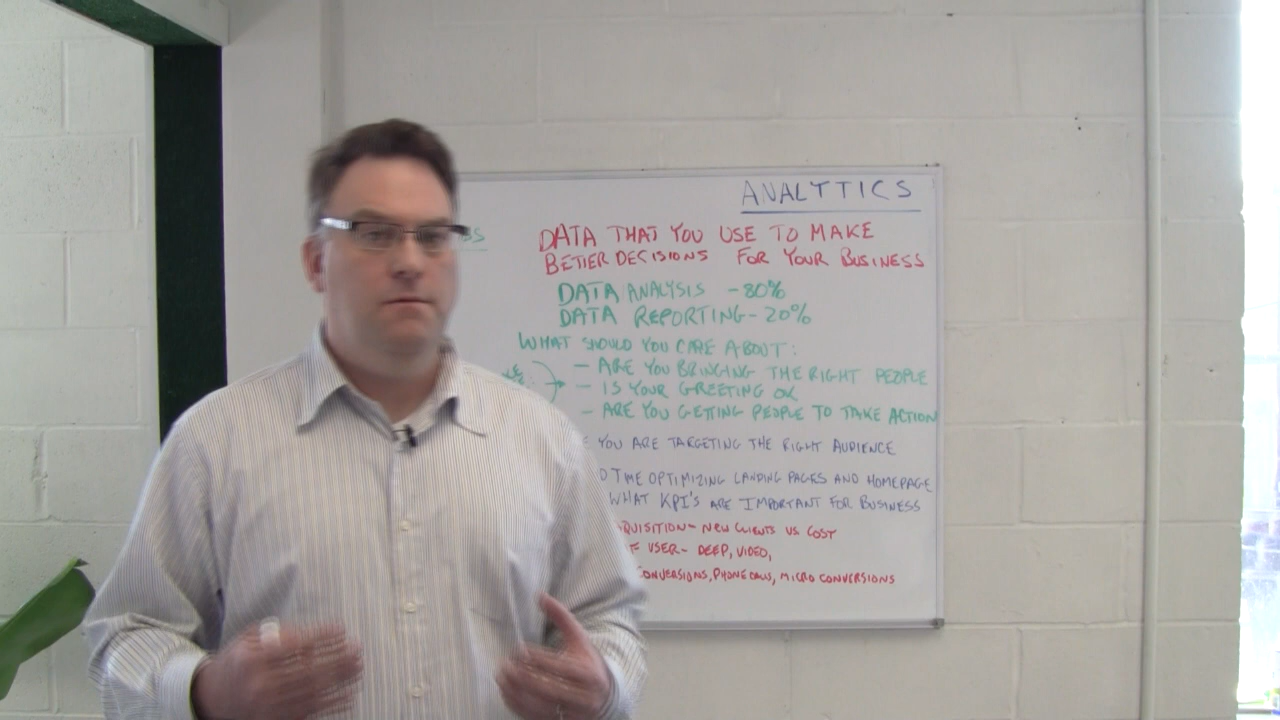 ANALYTICS
SS
DATA THAT YOU USE TO MAKE
BETTER DECISIONS FOR YOUR BUSINESS
DATA ANALYSIS - 80%
DATA REPORTING - 20%
WHAT SHOULD YOU CARE ABOUT:
- ARE YOU BRINGING THE RIGHT PEOPLE
- IS YOUR GREETING OK
- ARE YOU GETTING PEOPLE TO TAKE ACTION
E YOU ARE TARGETING THE RIGHT AUDIENCE
D TIME OPTIMIZING LANDING PAGES AND HOMEPAGE
WHAT KPI'S ARE IMPORTANT FOR BUSINESS
QUISITION - NEW CLIENTS VS COST
F USER - DEEP, VIDEO,
CONVERSIONS, PHONE CALLS, MICRO CONVERSIONS